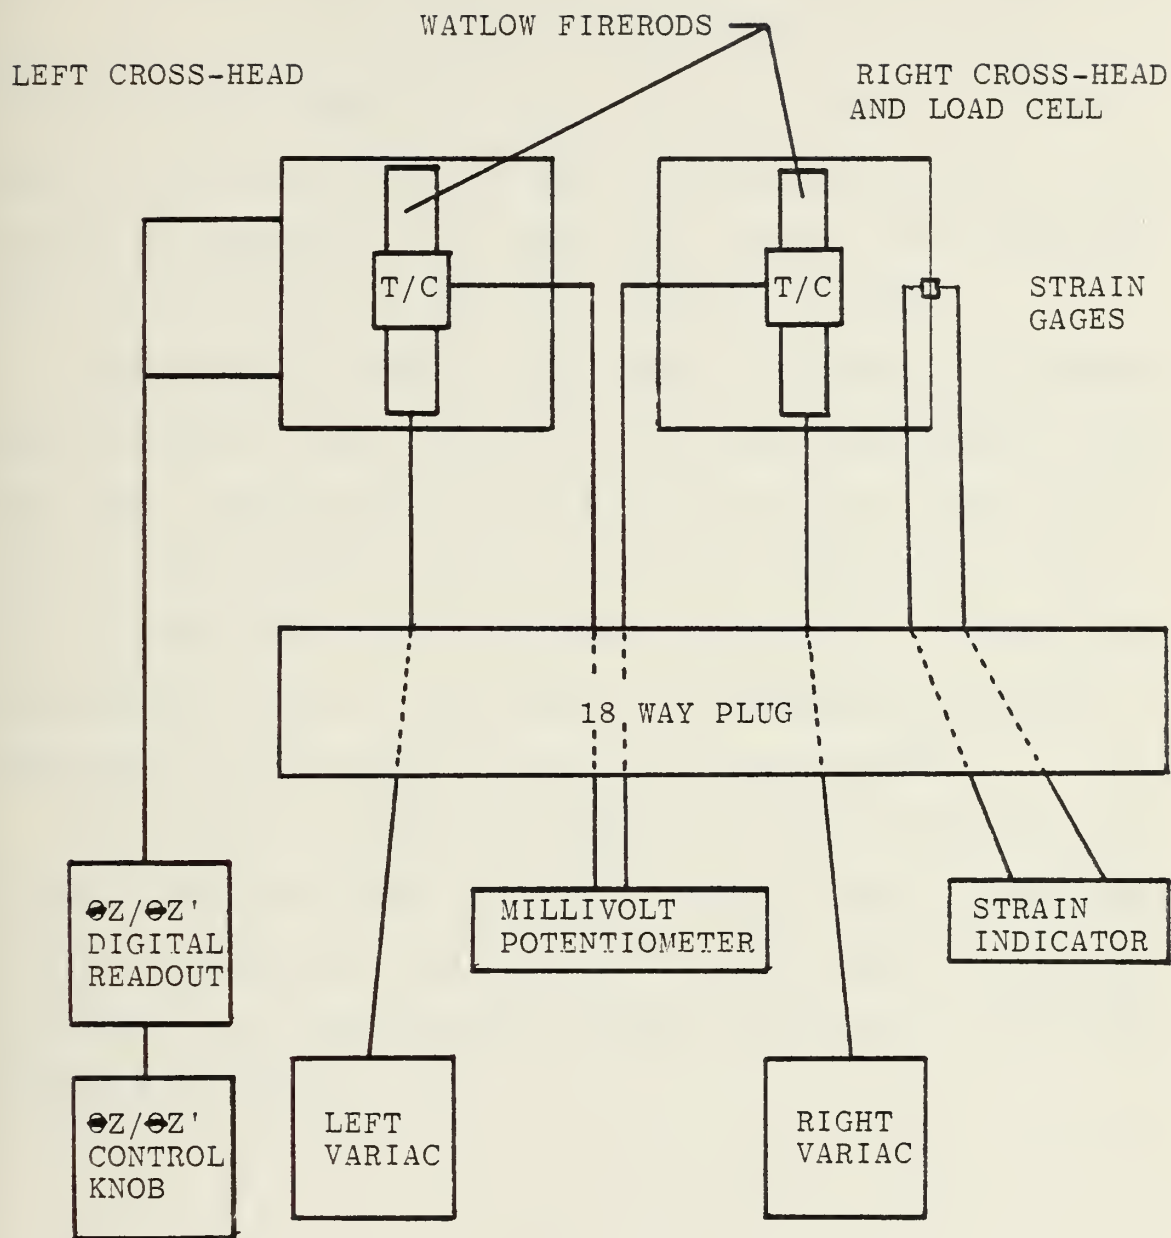 WATLOW FIRERODS
LEFT CROSS-HEAD
RIGHT CROSS-HEAD
AND LOAD CELL
T/C
T/C
STRAIN
GAGES
18 WAY PLUG
ΘZ/ΘZ'
DIGITAL
READOUT
MILLIVOLT
POTENTIOMETER
STRAIN
INDICATOR
ΘZ/ΘZ'
CONTROL
KNOB
LEFT
VARIAC
RIGHT
VARIAC